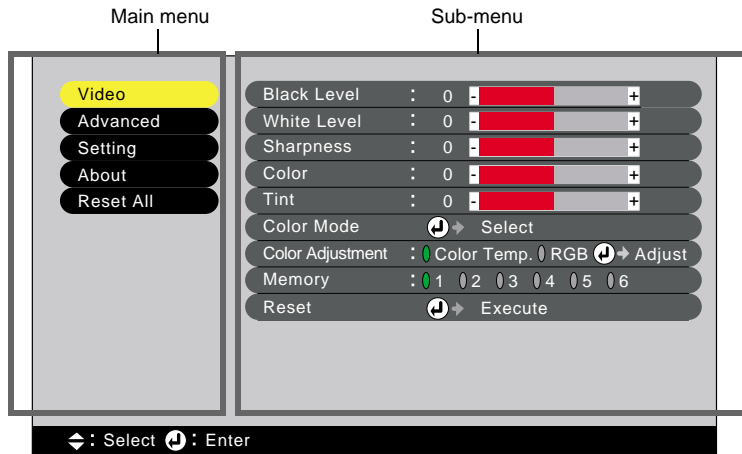 Main menu
Sub-menu
Video
Advanced
Setting
About
Reset All
Black Level : 0 - +
White Level : 0 - +
Sharpness : 0 - +
Color : 0 - +
Tint : 0 - +
Color Mode Select
Color Adjustment : Color Temp. RGB Adjust
Memory : 1 2 3 4 5 6
Reset Execute
: Select : Enter